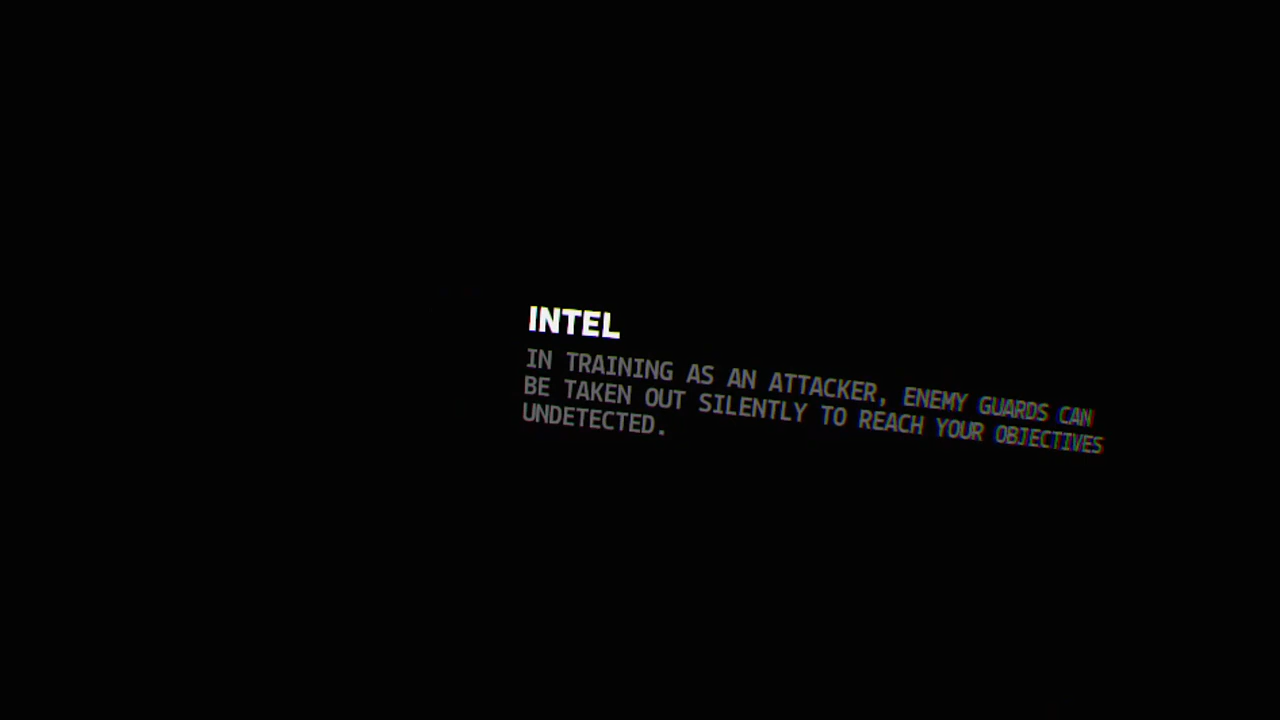 INTEL
IN TRAINING AS AN ATTACKER, ENEMY GUARDS CAN
BE TAKEN OUT SILENTLY TO REACH YOUR OBJECTIVES
UNDETECTED.